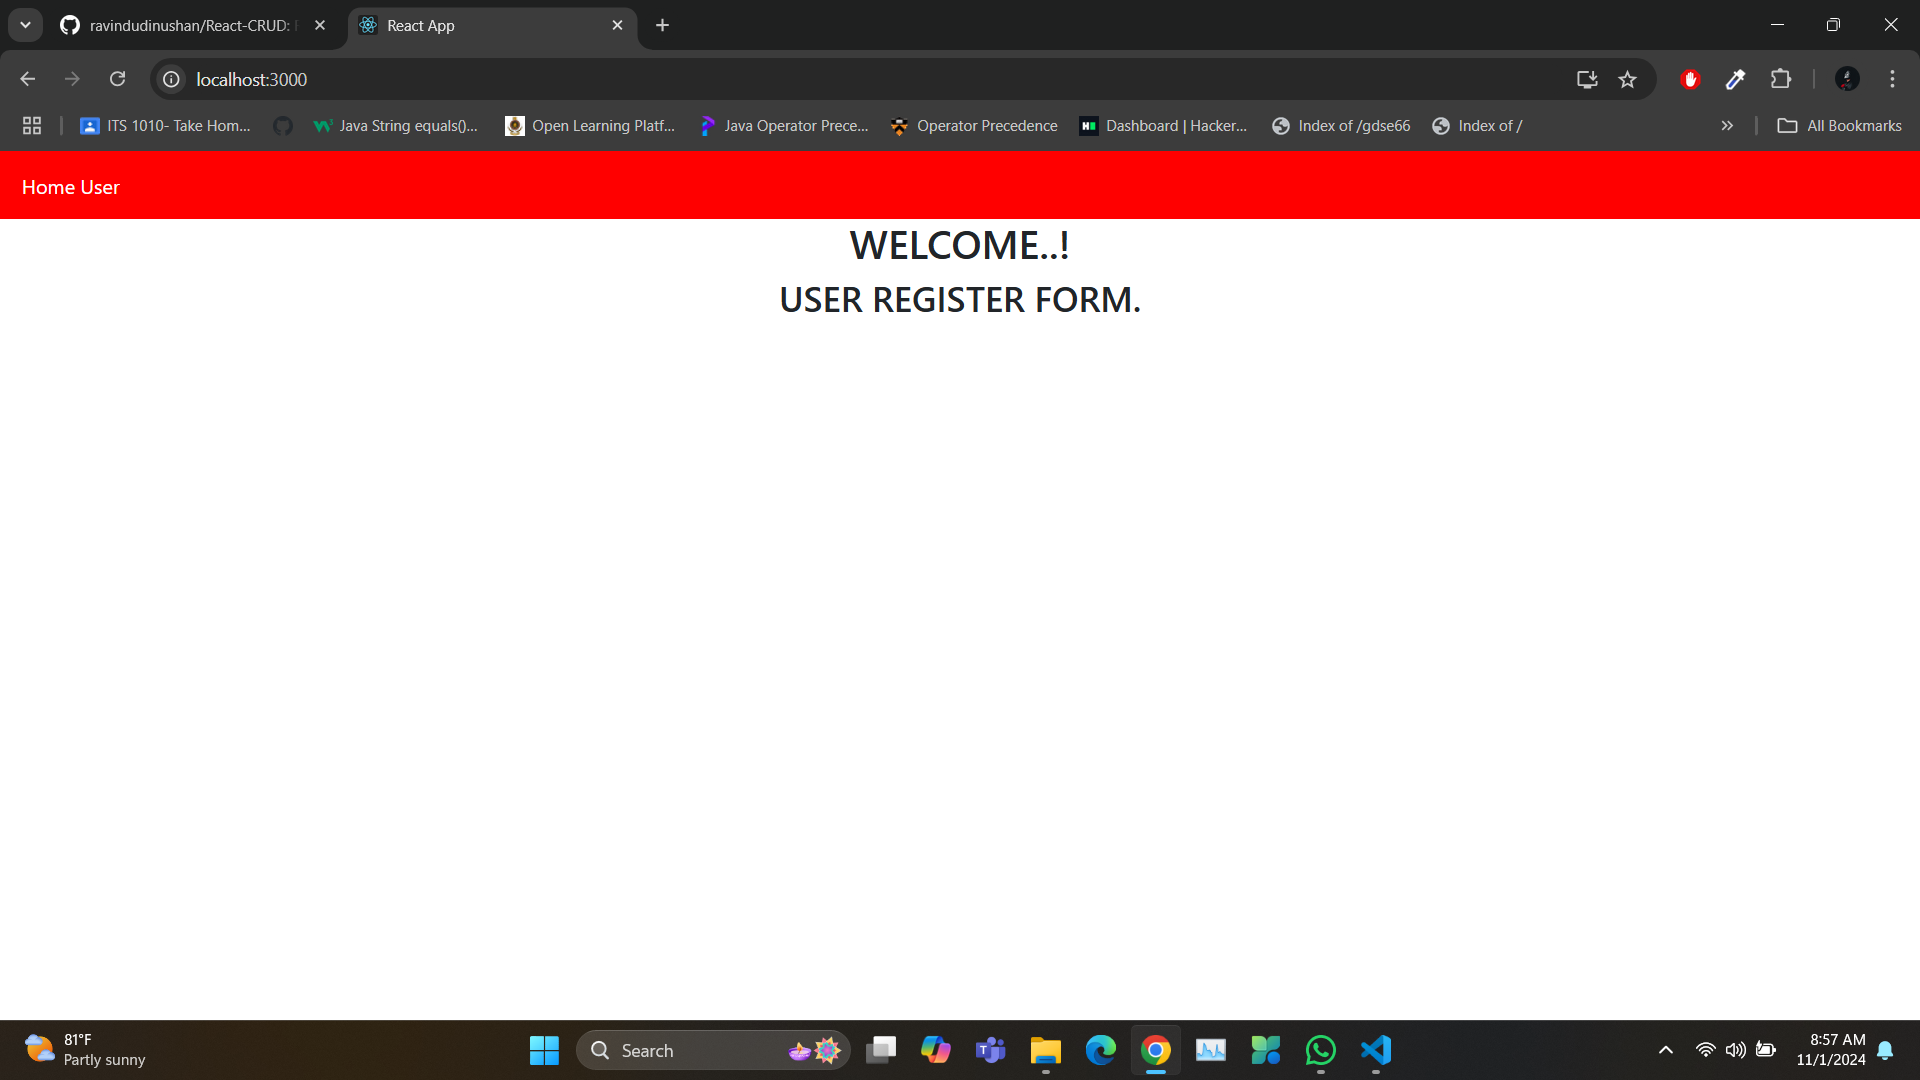 ravindudinushan/React-CRUD:
React App
localhost:3000
ITS 1010- Take Hom...
Java String equals()...
Open Learning Platf...
Java Operator Prece...
Operator Precedence
Dashboard | Hacker...
Index of /gdse66
Index of /
All Bookmarks
Home User
WELCOME..!
USER REGISTER FORM.
81°F
Partly sunny
Search
8:57 AM
11/1/2024